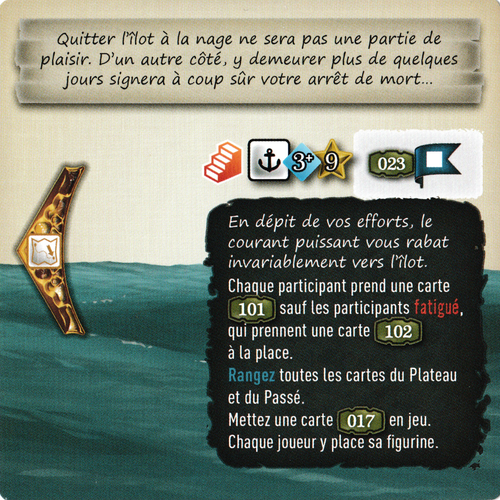 Quitter l'îlot à la nage ne sera pas une partie de
plaisir. D'un autre côté, y demeurer plus de quelques
jours signera à coup sûr votre arrêt de mort...
3+ 9 023
En dépit de vos efforts, le
courant puissant vous rabat
invariablement vers l'îlot.
Chaque participant prend une carte
101 sauf les participants fatigué,
qui prennent une carte 102
à la place.
Rangez toutes les cartes du Plateau
et du Passé.
Mettez une carte 017 en jeu.
Chaque joueur y place sa figurine.